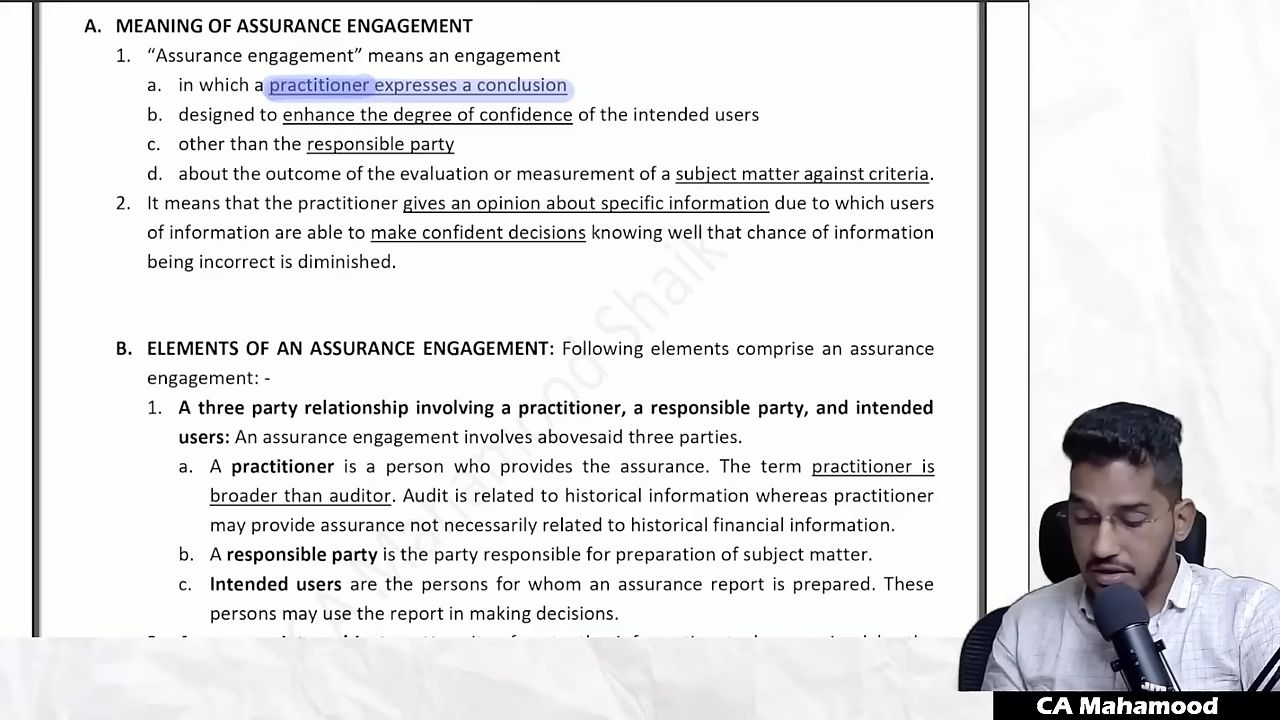 A. MEANING OF ASSURANCE ENGAGEMENT
1. “Assurance engagement” means an engagement
a. in which a practitioner expresses a conclusion
b. designed to enhance the degree of confidence of the intended users
c. other than the responsible party
d. about the outcome of the evaluation or measurement of a subject matter against criteria.
2. It means that the practitioner gives an opinion about specific information due to which users
of information are able to make confident decisions knowing well that chance of information
being incorrect is diminished.
B. ELEMENTS OF AN ASSURANCE ENGAGEMENT: Following elements comprise an assurance
engagement: -
1. A three party relationship involving a practitioner, a responsible party, and intended
users: An assurance engagement involves abovesaid three parties.
a. A practitioner is a person who provides the assurance. The term practitioner is
broader than auditor. Audit is related to historical information whereas practitioner
may provide assurance not necessarily related to historical financial information.
b. A responsible party is the party responsible for preparation of subject matter.
c. Intended users are the persons for whom an assurance report is prepared. These
persons may use the report in making decisions.
CA Mahamood